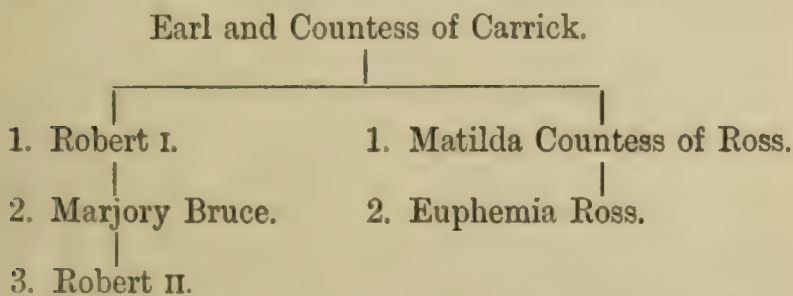 Earl and Countess of Carrick.
1. Robert I. 1. Matilda Countess of Ross.
2. Marjory Bruce. 2. Euphemia Ross.
3. Robert II.